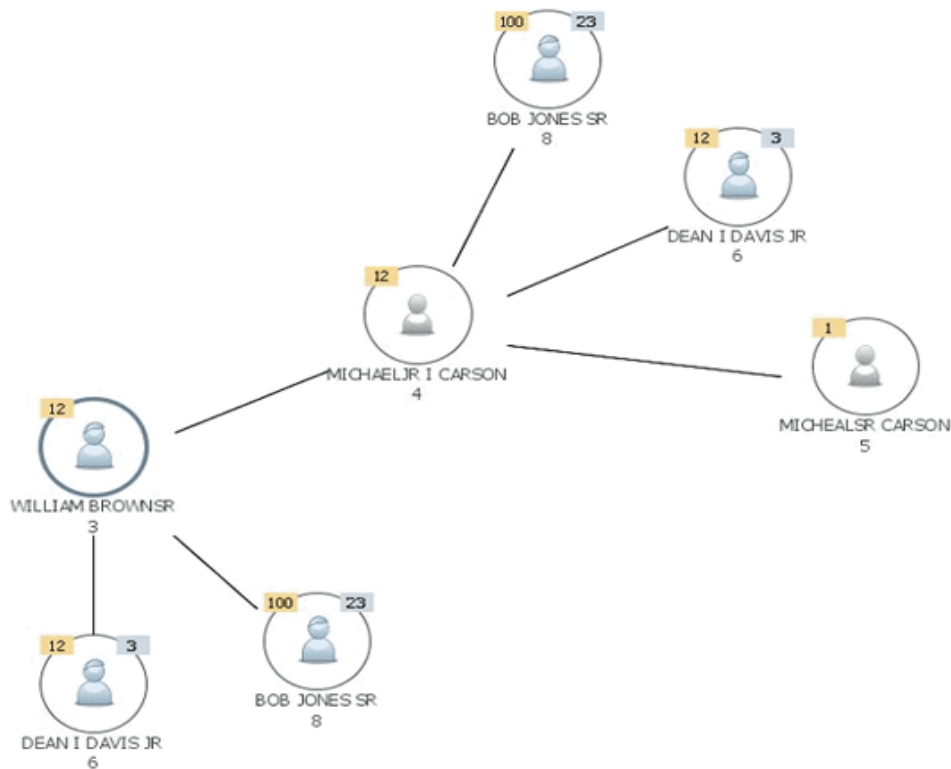 100 23
BOB JONES SR
8
12 3
DEAN I DAVIS JR
6
12
MICHAELJR I CARSON
4
1
MICHEALSR CARSON
5
12
WILLIAM BROWNSR
3
100 23
BOB JONES SR
8
12 3
DEAN I DAVIS JR
6